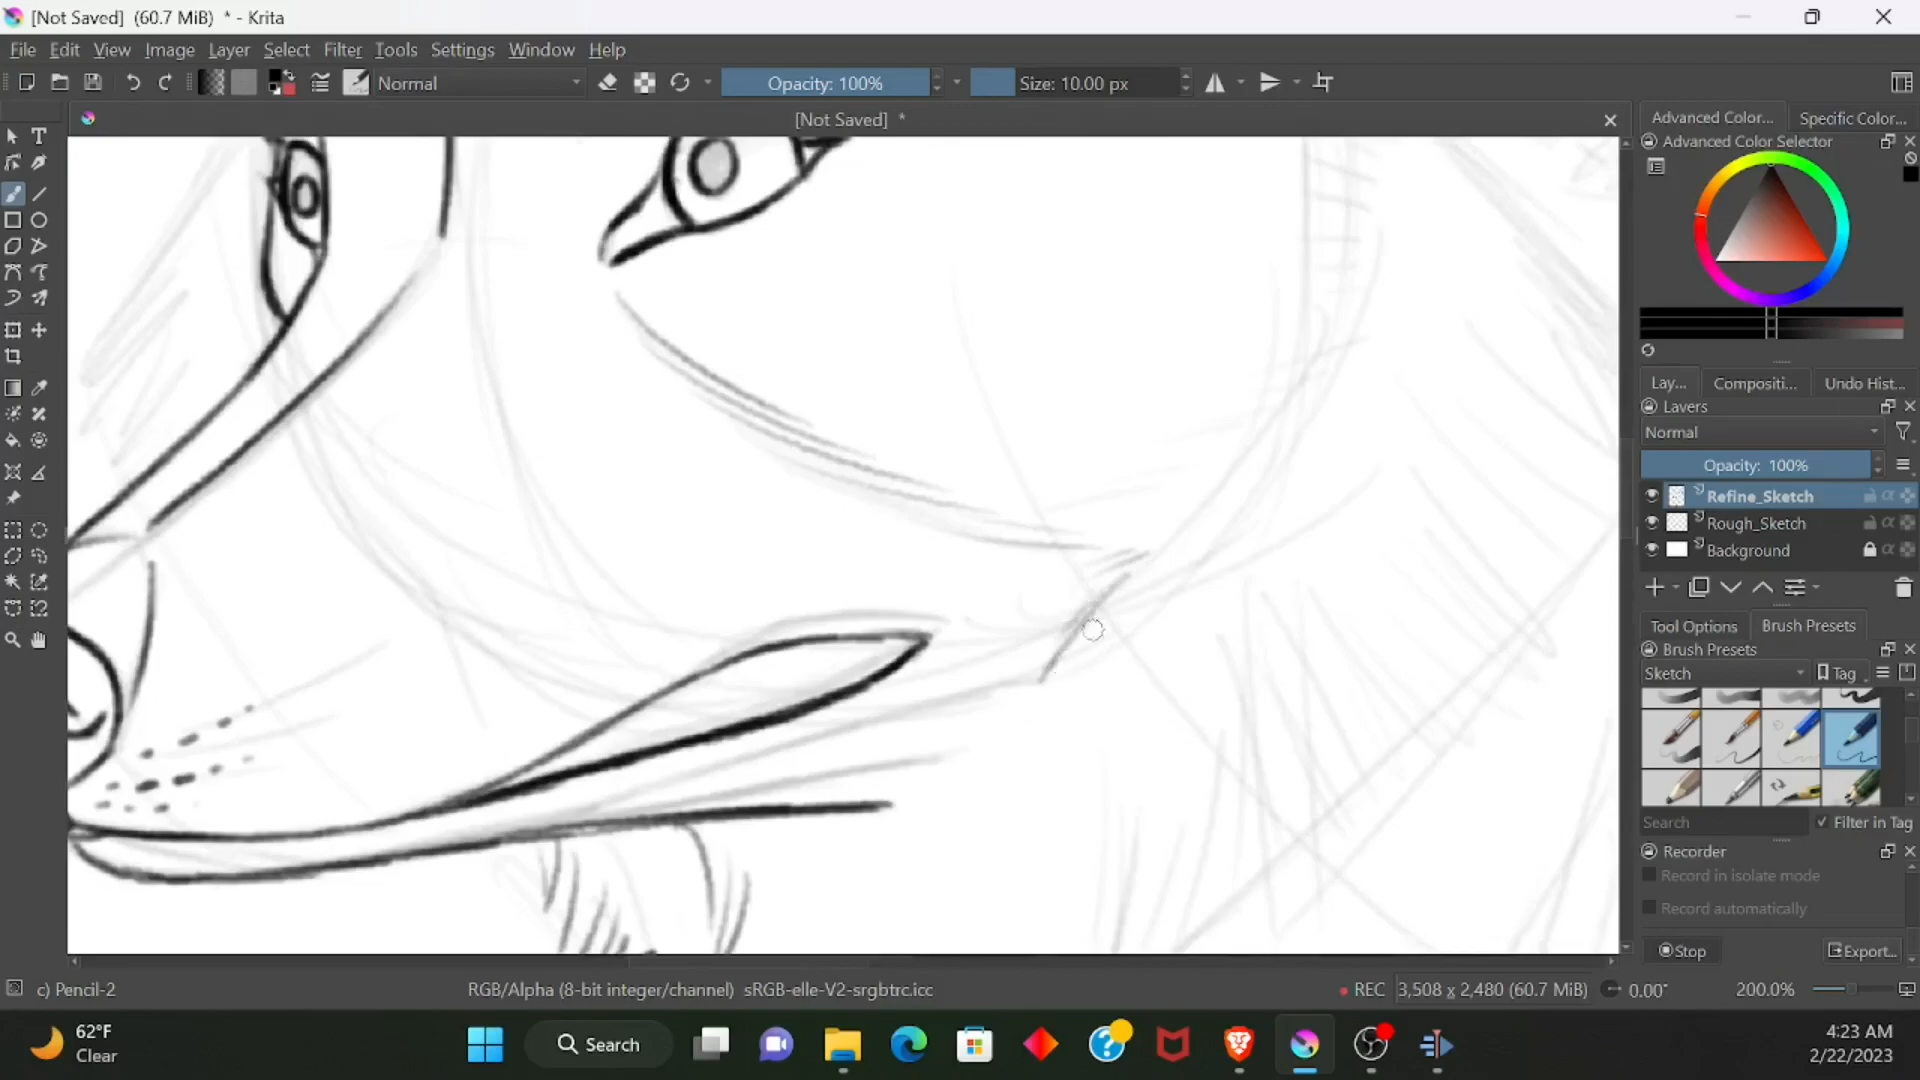 [Not Saved]  (60.7 MiB)  * - Krita
File Edit View Image Layer Select Filter Tools Settings Window Help
Normal
Opacity: 100%
Size: 10.00 px
[Not Saved]  *
Advanced Color...
Specific Color...
Advanced Color Selector
Lay...
Compositi...
Undo Hist...
Layers
Normal
Opacity:  100%
Refine_Sketch
Rough_Sketch
Background
Tool Options
Brush Presets
Brush Presets
Sketch
Tag
Search
✓ Filter in Tag
Recorder
Record in isolate mode
Record automatically
Stop
Export...
c) Pencil-2
RGB/Alpha (8-bit integer/channel)  sRGB-elle-V2-srgbtrc.icc
REC
3,508 x 2,480 (60.7 MiB)
0.00°
200.0%
62°F
Clear
Search
4:23 AM
2/22/2023